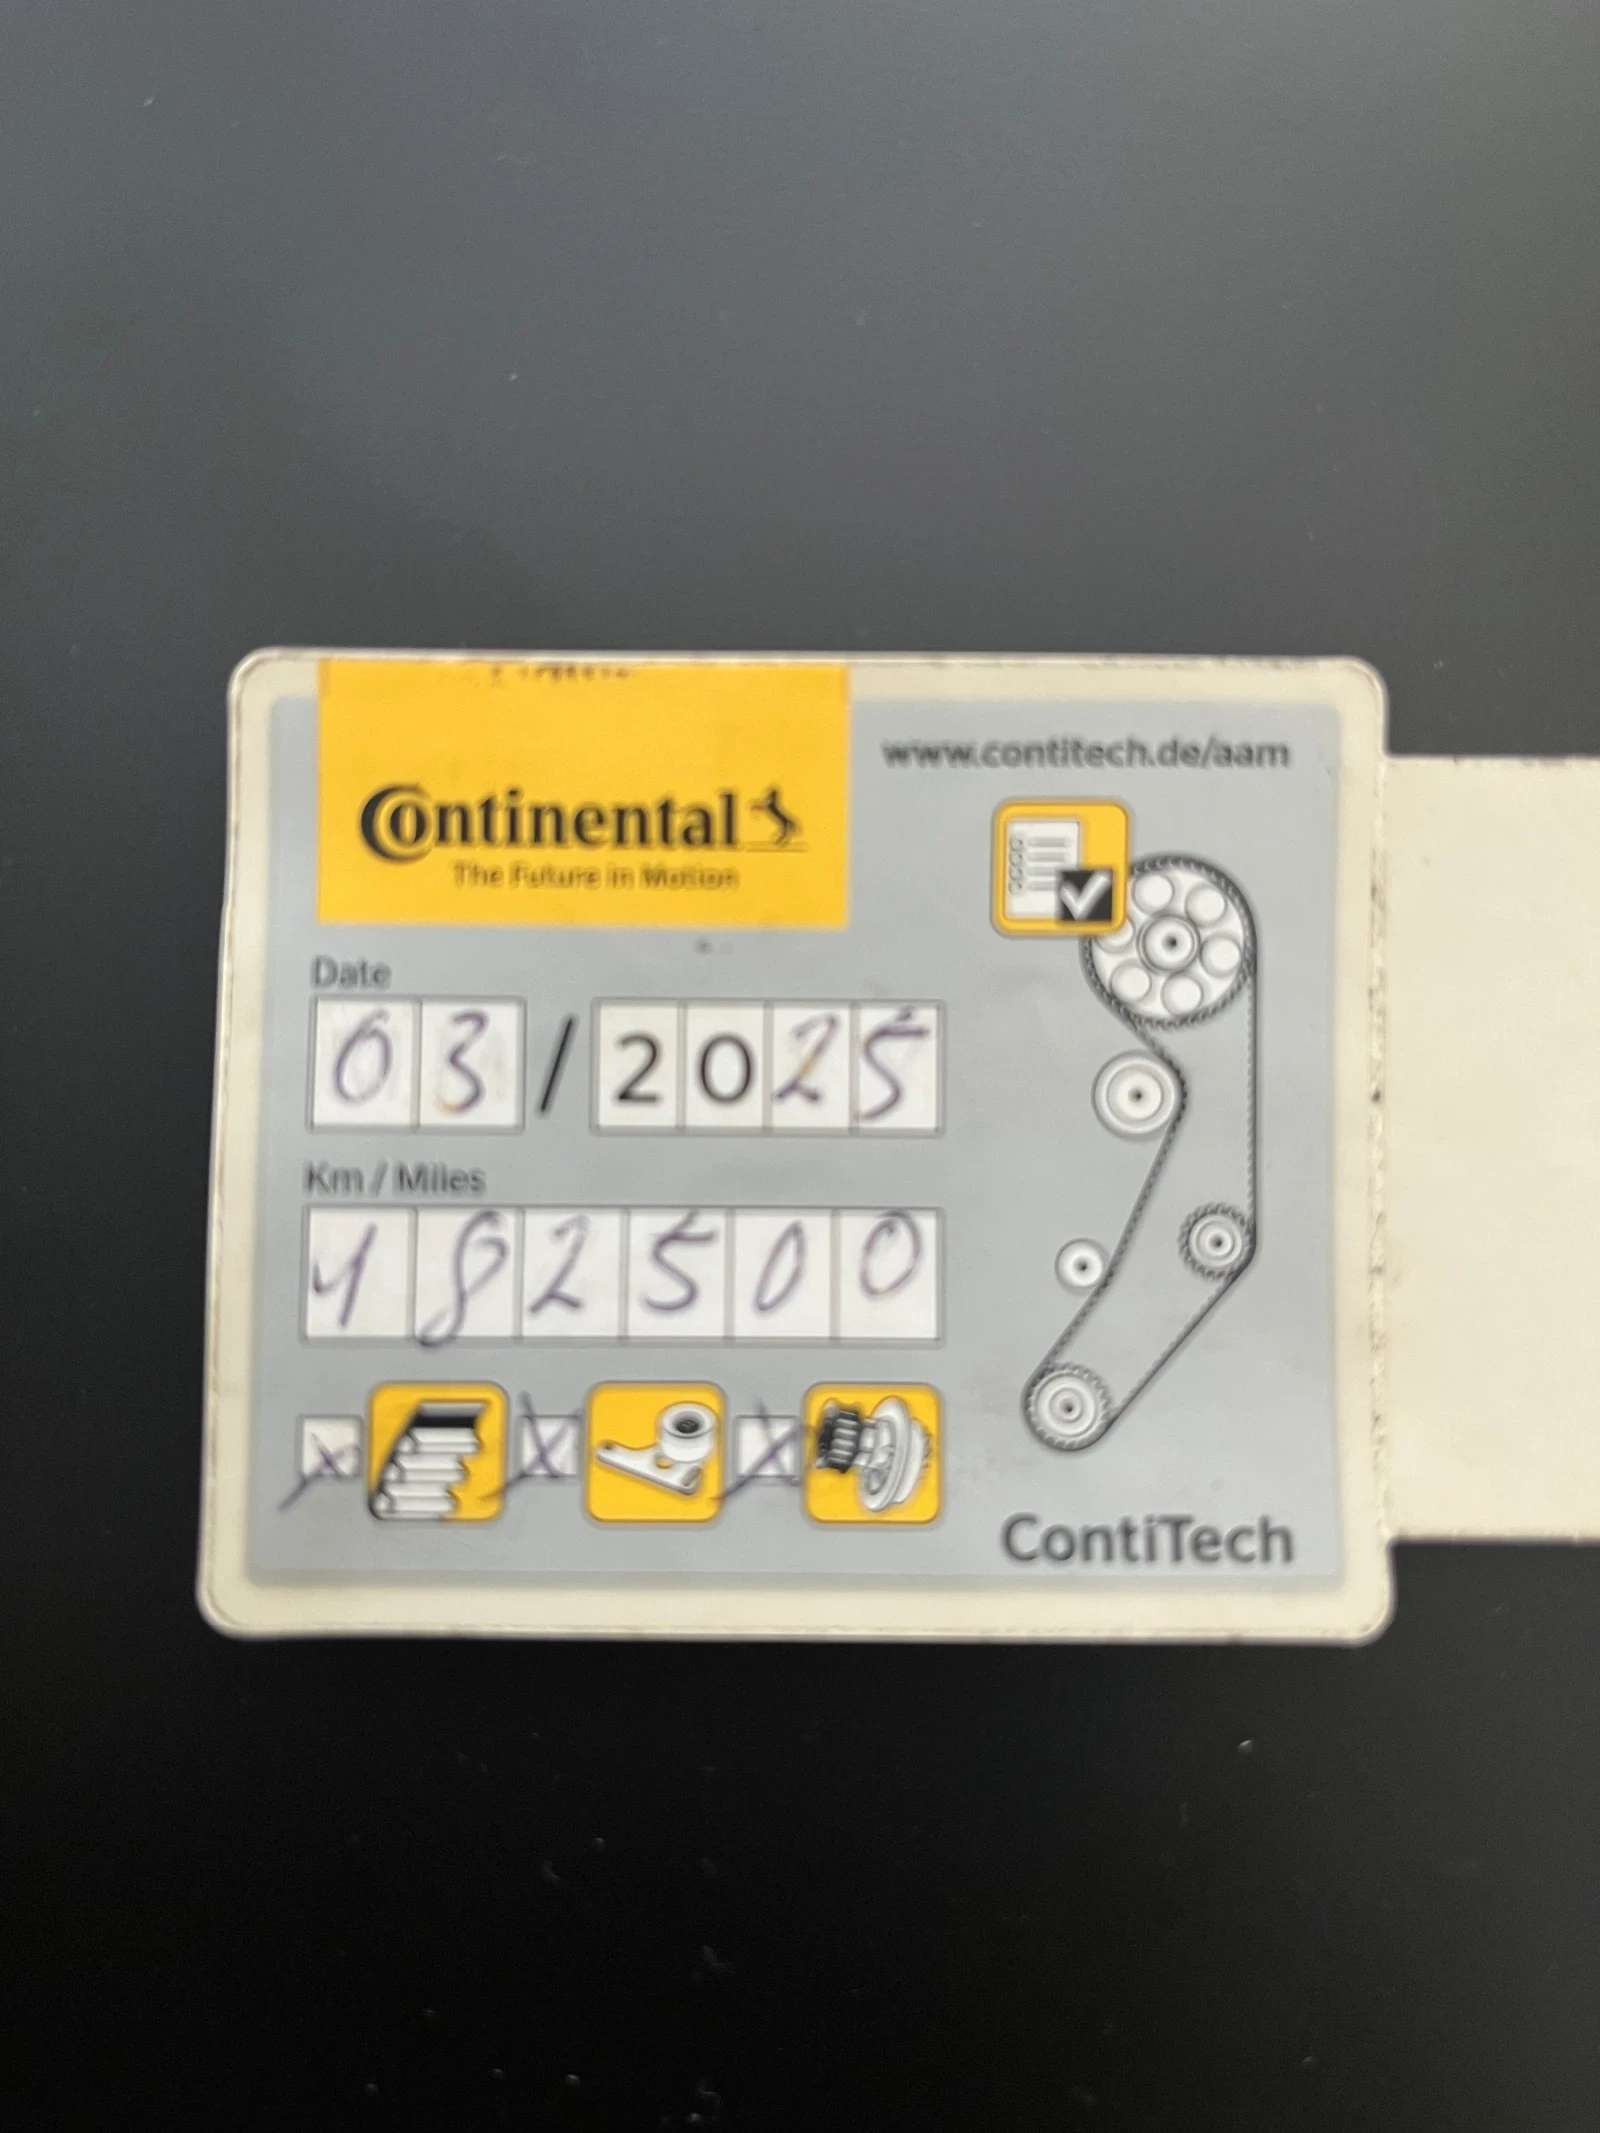 www.contitech.de/aam
Continental
The Future in Motion
Date
03/2025
Km / Miles
182500
ContiTech